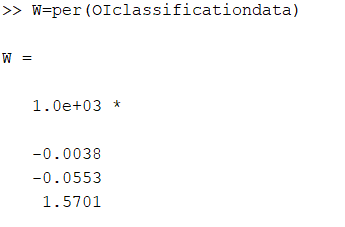 >> W=per(OIclassificationdata)
W =
1.0e+03 *
-0.0038
-0.0553
1.5701